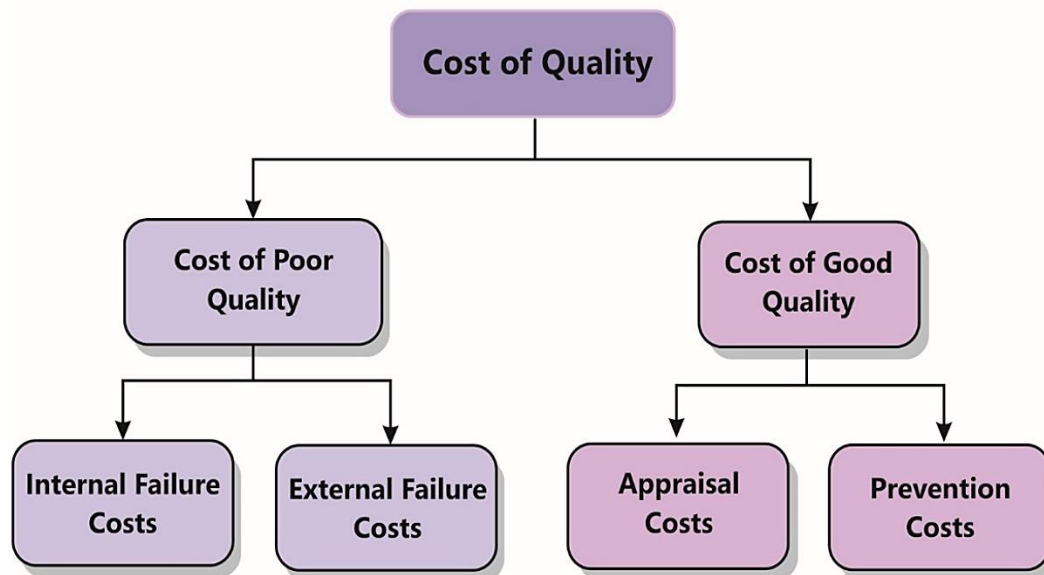 Cost of Quality
Cost of Poor
Quality
Cost of Good
Quality
Internal Failure
Costs
External Failure
Costs
Appraisal
Costs
Prevention
Costs